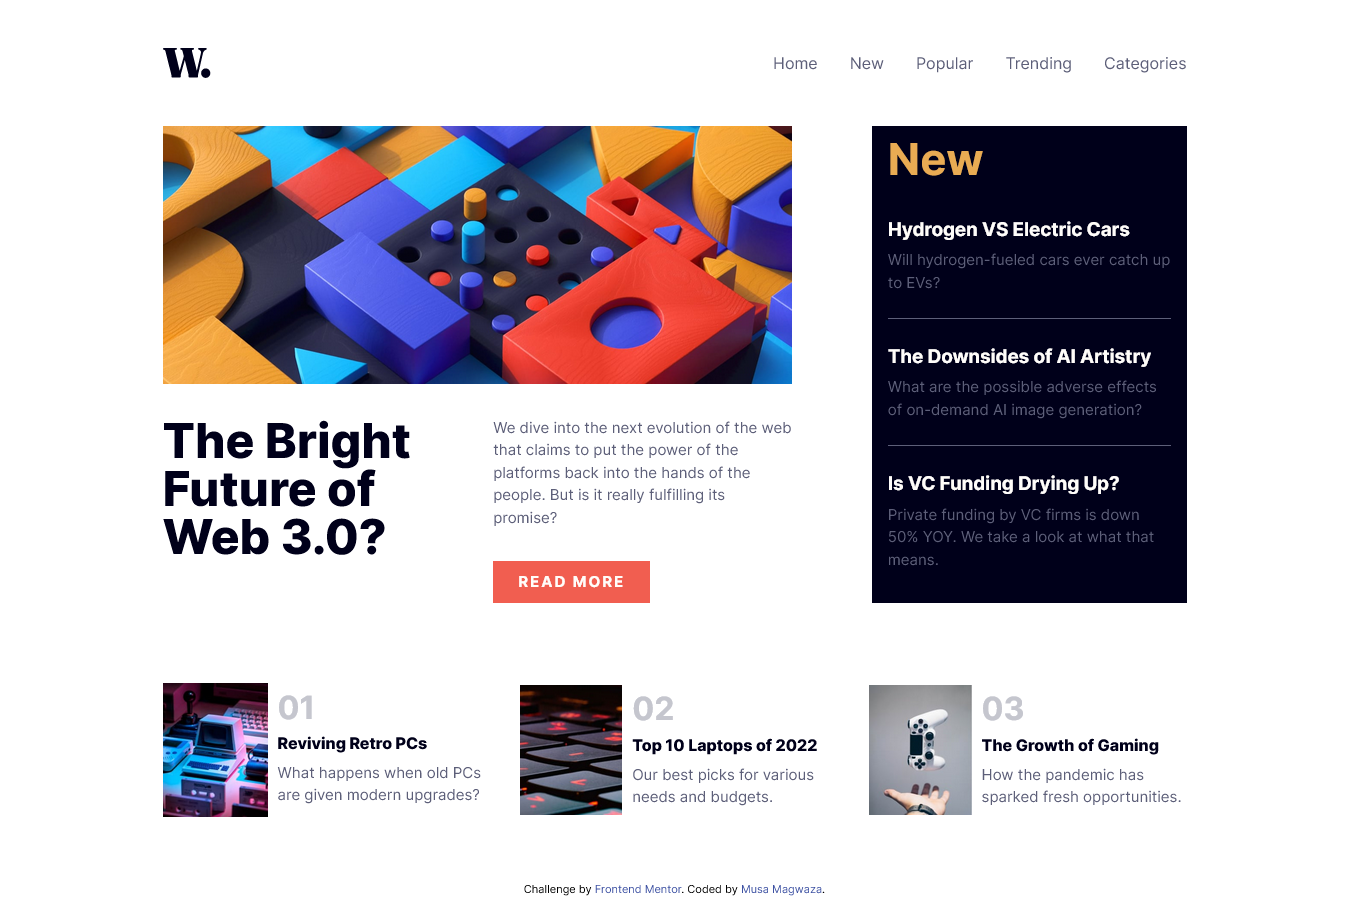 W.
Home New Popular Trending Categories
The Bright
Future of
Web 3.0?
We dive into the next evolution of the web
that claims to put the power of the
platforms back into the hands of the
people. But is it really fulfilling its
promise?
READ MORE
New
Hydrogen VS Electric Cars
Will hydrogen-fueled cars ever catch up
to EVs?
The Downsides of AI Artistry
What are the possible adverse effects
of on-demand AI image generation?
Is VC Funding Drying Up?
Private funding by VC firms is down
50% YOY. We take a look at what that
means.
01
Reviving Retro PCs
What happens when old PCs
are given modern upgrades?
02
Top 10 Laptops of 2022
Our best picks for various
needs and budgets.
03
The Growth of Gaming
How the pandemic has
sparked fresh opportunities.
Challenge by Frontend Mentor. Coded by Musa Magwaza.